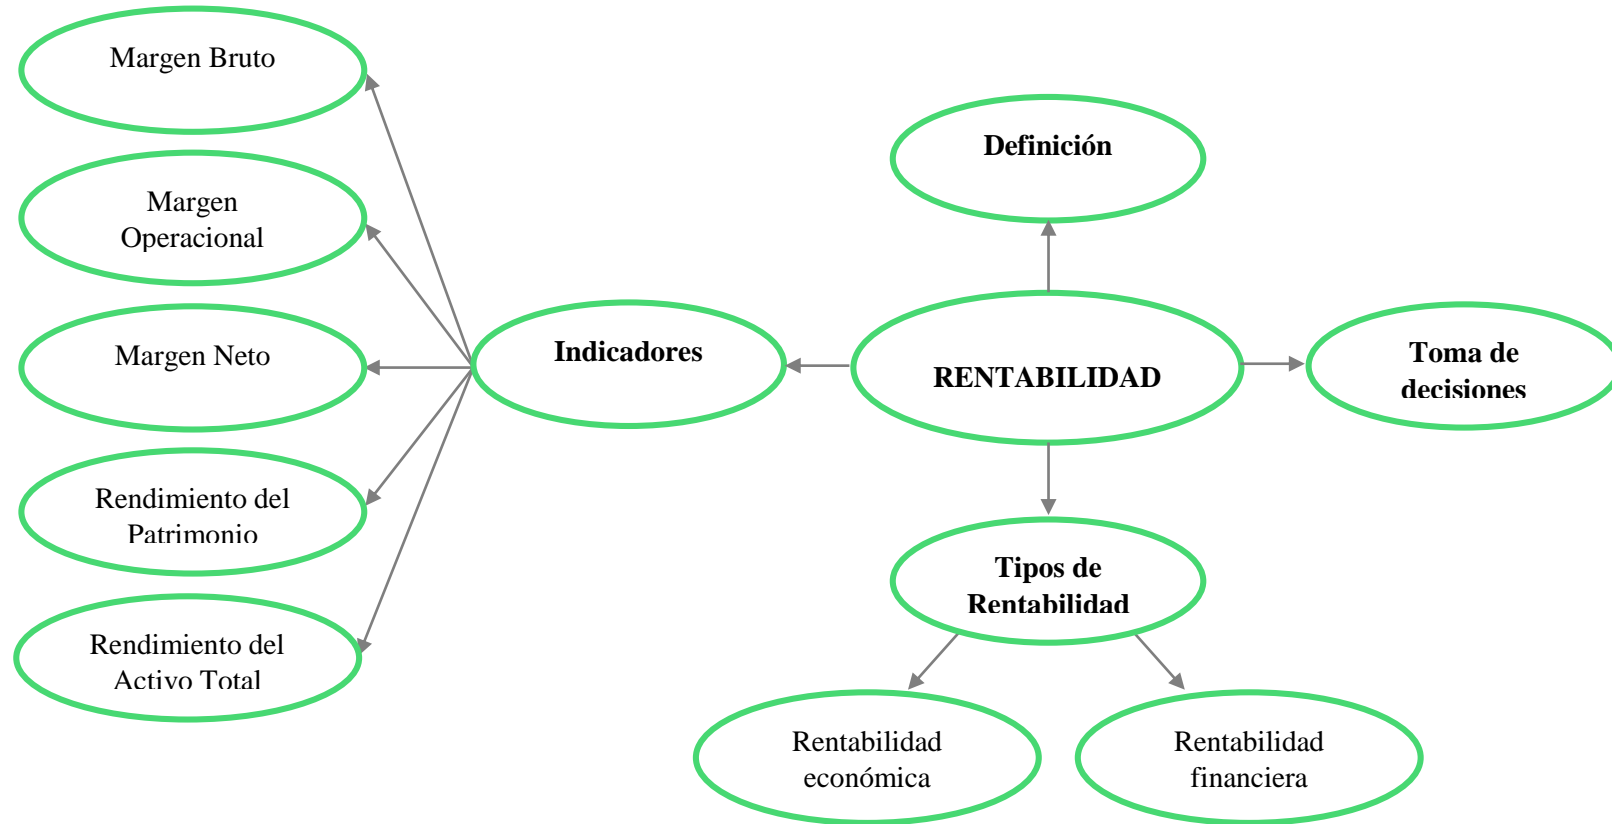 Margen Bruto
Margen
Operacional
Margen Neto
Rendimiento del
Patrimonio
Rendimiento del
Activo Total
Indicadores
Definición
RENTABILIDAD
Toma de
decisiones
Tipos de
Rentabilidad
Rentabilidad
económica
Rentabilidad
financiera